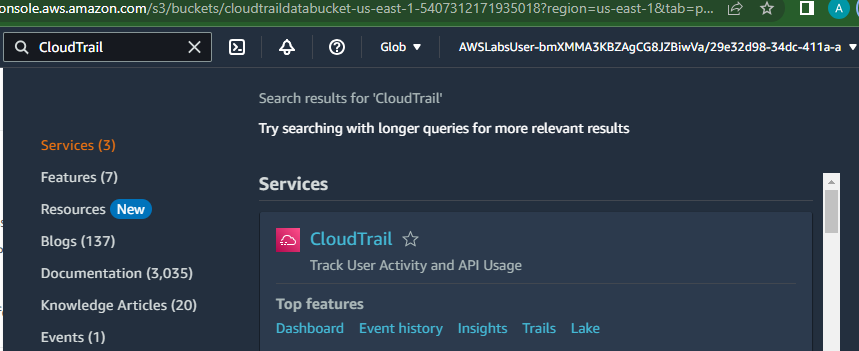 onsole.aws.amazon.com/s3/buckets/cloudtraildatabucket-us-east-1-5407312171935018?region=us-east-1&tab=p...
A
CloudTrail
Glob
AWSLabsUser-bmXMMA3KBZAgCG8JZBiwVa/29e32d98-34dc-411a-a
Search results for 'CloudTrail'
Try searching with longer queries for more relevant results
Services (3)
Features (7)
Resources New
Blogs (137)
Documentation (3,035)
Knowledge Articles (20)
Events (1)
Services
CloudTrail
Track User Activity and API Usage
Top features
Dashboard Event history Insights Trails Lake